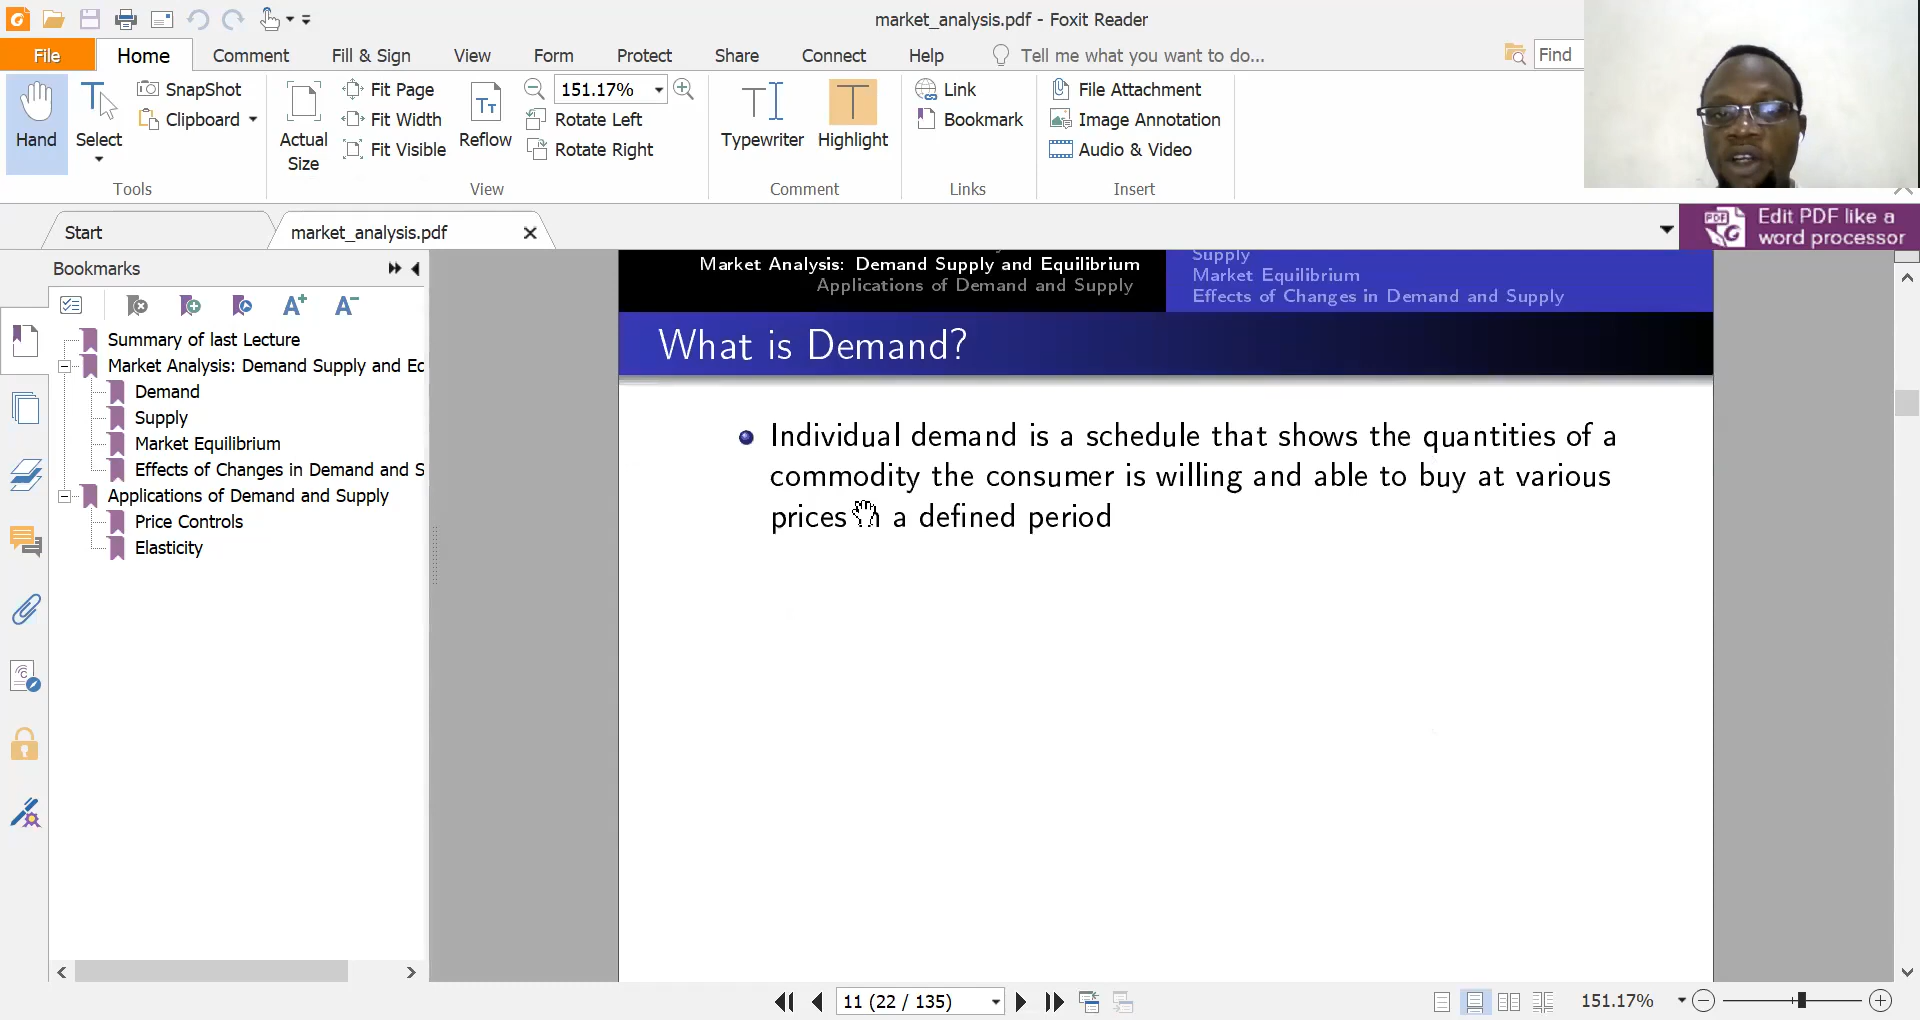 market_analysis.pdf - Foxit Reader
File
Home
Comment
Fill & Sign
View
Form
Protect
Share
Connect
Help
Tell me what you want to do...
Find
Hand
Select
SnapShot
Clipboard
Tools
Actual
Size
Fit Page
Fit Width
Fit Visible
Reflow
151.17%
Rotate Left
Rotate Right
View
Typewriter
Highlight
Comment
Link
Bookmark
Links
File Attachment
Image Annotation
Audio & Video
Insert
Start
market_analysis.pdf
Edit PDF like a
word processor
Bookmarks
Summary of last Lecture
Market Analysis: Demand Supply and Ec
Demand
Supply
Market Equilibrium
Effects of Changes in Demand and S
Applications of Demand and Supply
Price Controls
Elasticity
Market Analysis: Demand Supply and Equilibrium
Applications of Demand and Supply
Supply
Market Equilibrium
Effects of Changes in Demand and Supply
What is Demand?
Individual demand is a schedule that shows the quantities of a
commodity the consumer is willing and able to buy at various
prices a defined period
11 (22 / 135)
151.17%